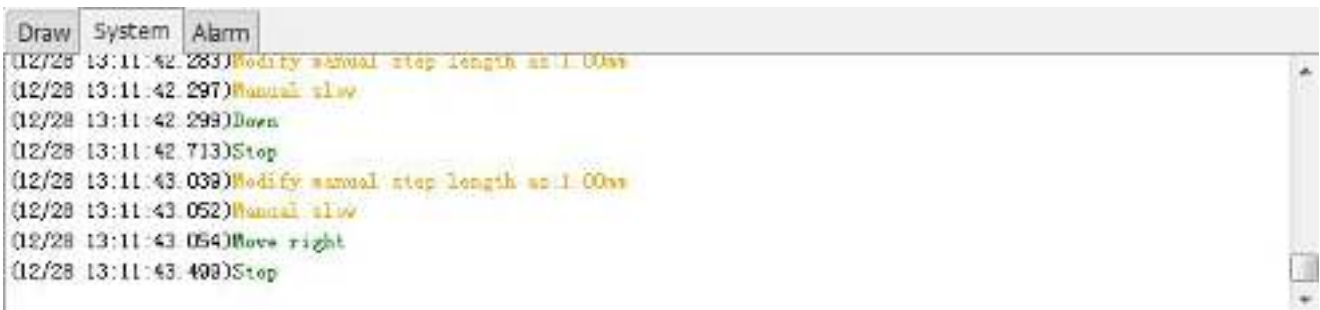 Draw System Alarm
(12/28 13:11:42.283)Modify manual step length as:1.00mm
(12/28 13:11:42.297)Manual slow
(12/28 13:11:42.299)Down
(12/28 13:11:42.713)Stop
(12/28 13:11:43.039)Modify manual step length as:1.00mm
(12/28 13:11:43.052)Manual slow
(12/28 13:11:43.054)Move right
(12/28 13:11:43.499)Stop